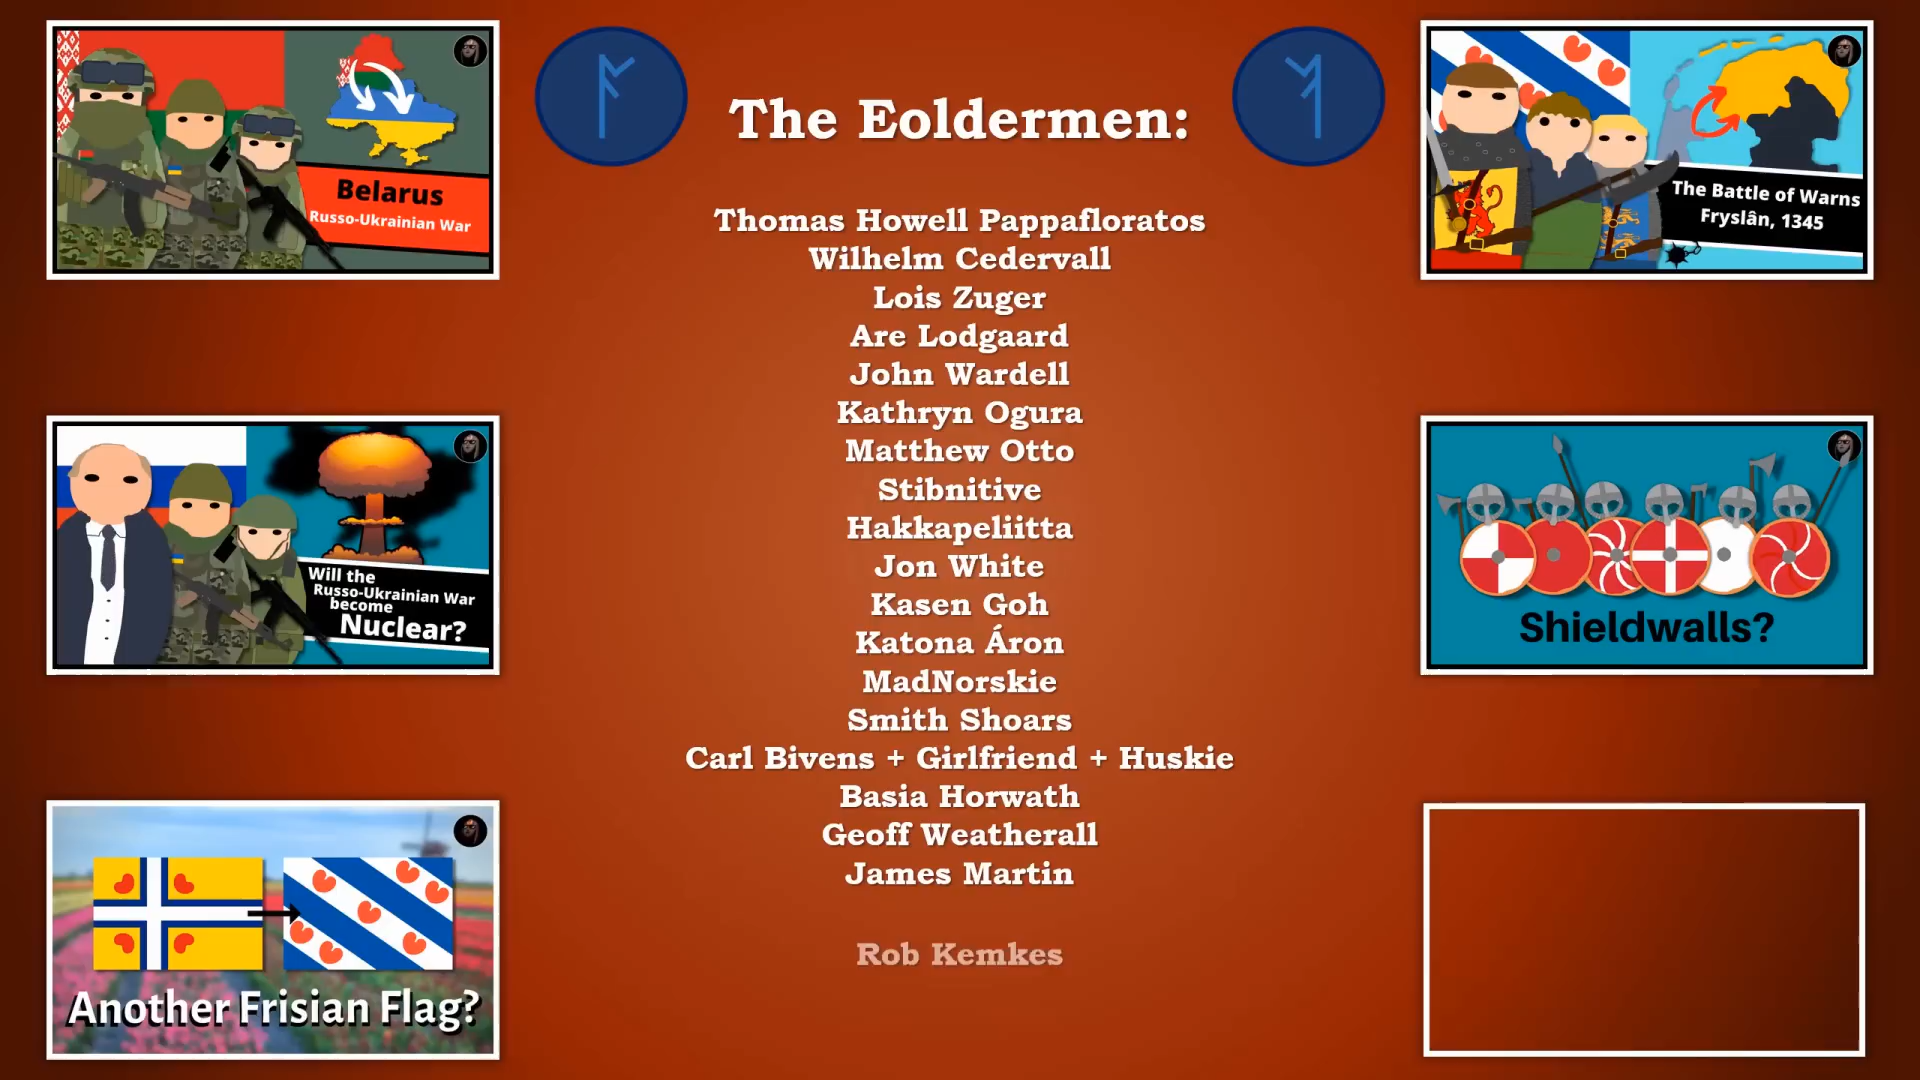 Belarus
Russo-Ukrainian War
Will the
Russo-Ukrainian War
become
Nuclear?
Another Frisian Flag?
ᚨ
The Eoldermen:
Thomas Howell Pappafloratos
Wilhelm Cedervall
Lois Zuger
Are Lodgaard
John Wardell
Kathryn Ogura
Matthew Otto
Stibnitive
Hakkapeliitta
Jon White
Kasen Goh
Katona Áron
MadNorskie
Smith Shoars
Carl Bivens + Girlfriend + Huskie
Basia Horwath
Geoff Weatherall
James Martin
Rob Kemkes
The Battle of Warns
Fryslân, 1345
Shieldwalls?